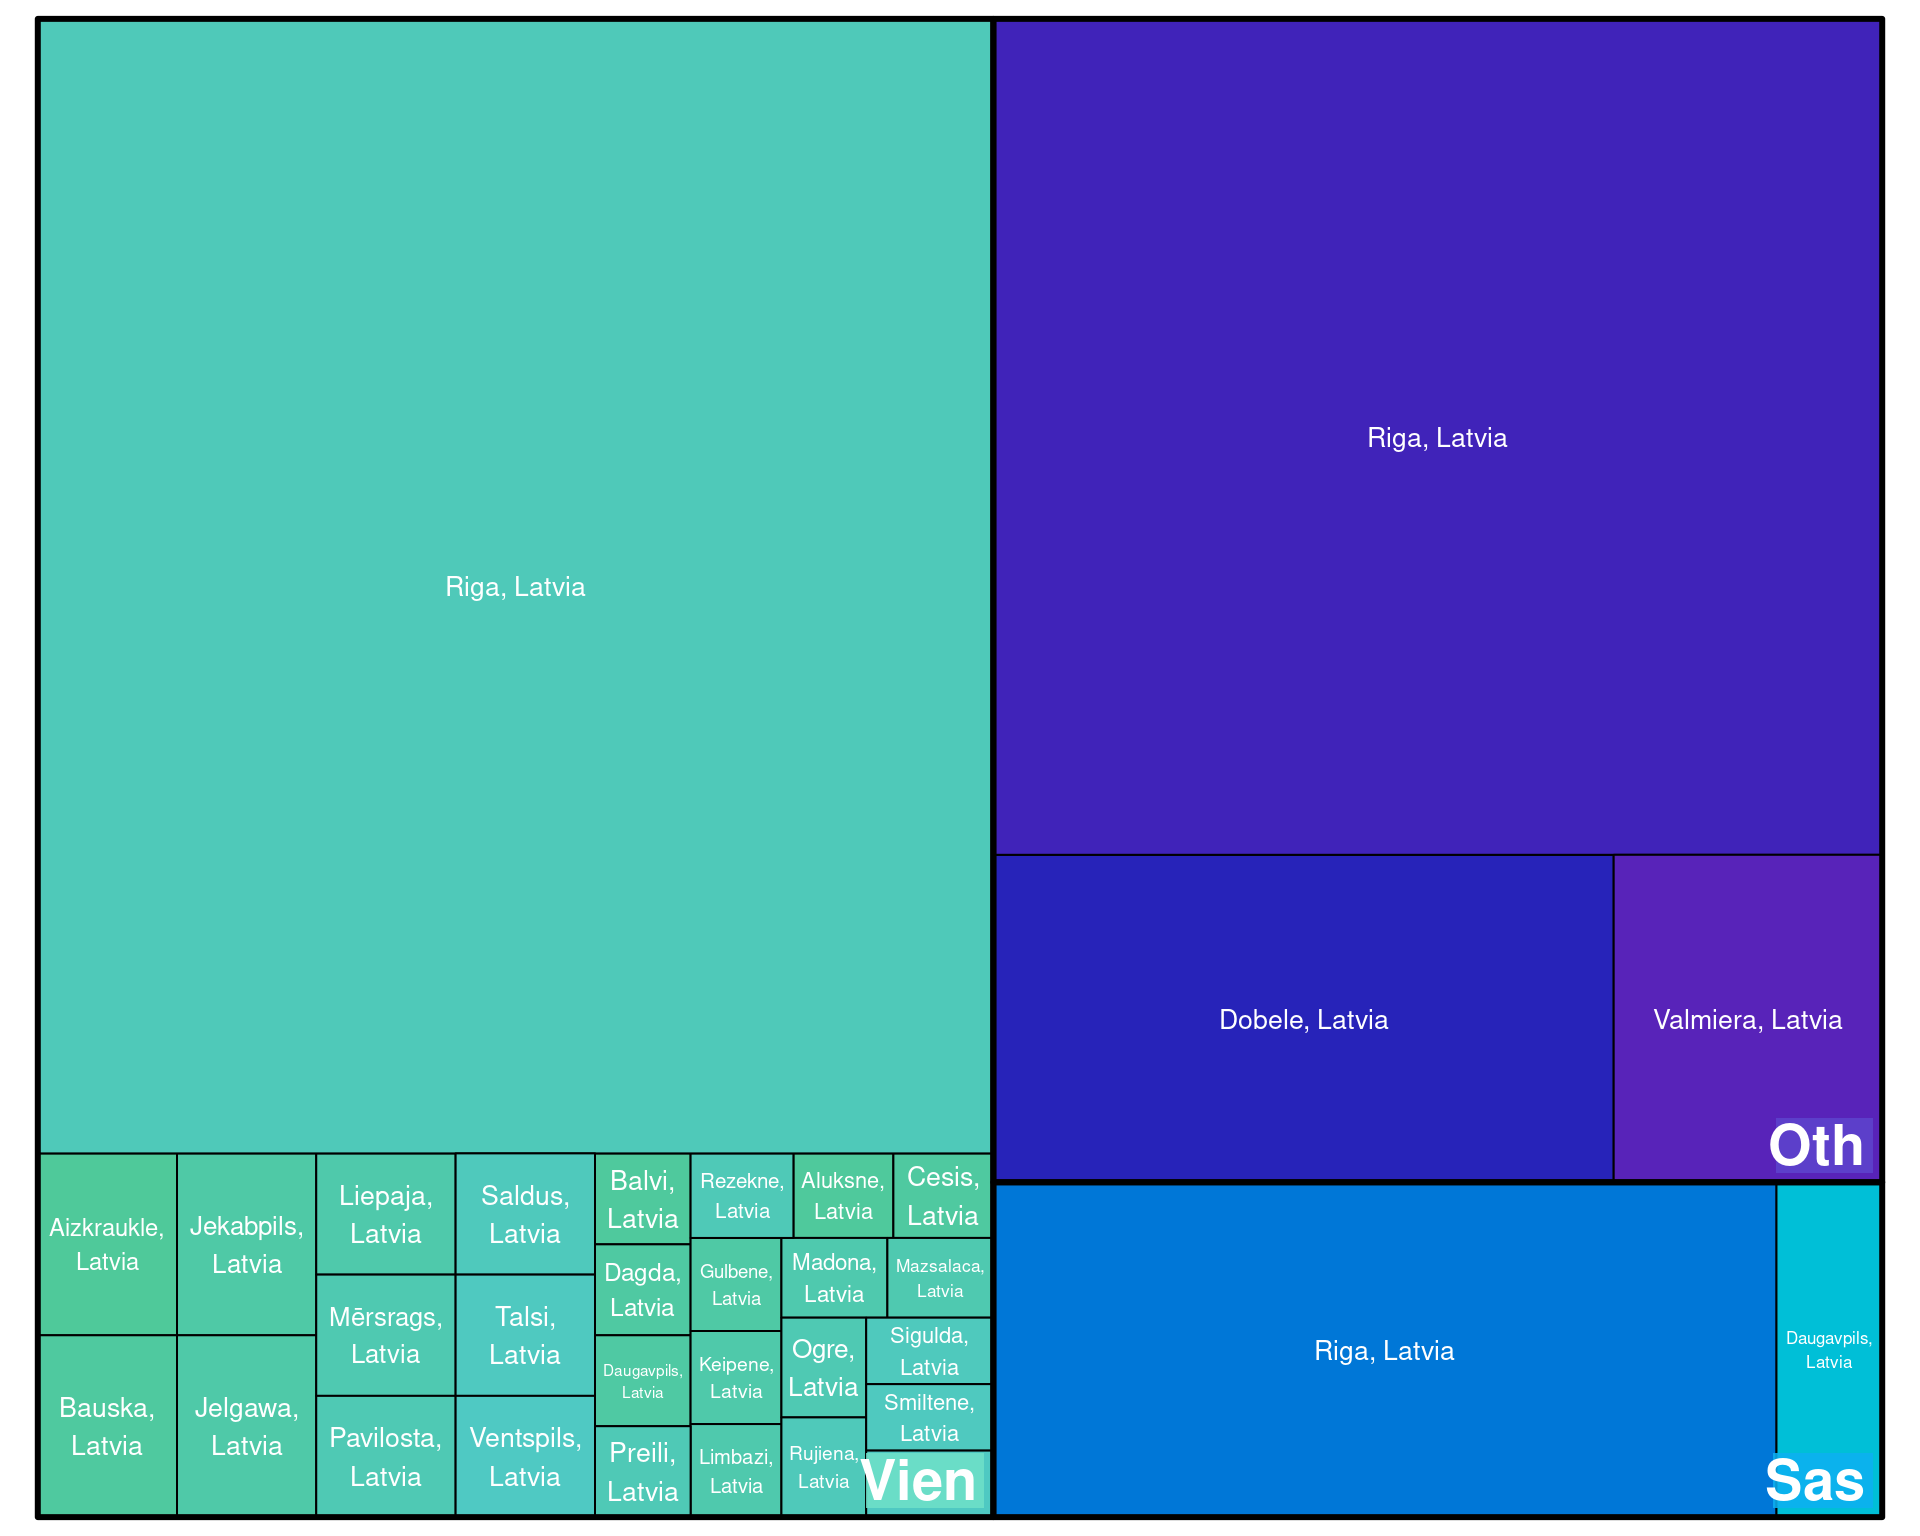 Riga, Latvia
Aizkraukle,
Latvia
Bauska,
Latvia
Jekabpils,
Latvia
Jelgawa,
Latvia
Liepaja,
Latvia
Mērsrags,
Latvia
Pavilosta,
Latvia
Saldus,
Latvia
Talsi,
Latvia
Ventspils,
Latvia
Balvi,
Latvia
Dagda,
Latvia
Daugavpils,
Latvia
Preili,
Latvia
Rezekne,
Latvia
Aluksne,
Latvia
Cesis,
Latvia
Gulbene,
Latvia
Keipene,
Latvia
Limbazi,
Latvia
Madona,
Latvia
Mazsalaca,
Latvia
Ogre,
Latvia
Rujiena,
Latvia
Sigulda,
Latvia
Smiltene,
Latvia
Vien
Riga, Latvia
Dobele, Latvia
Valmiera, Latvia
Oth
Riga, Latvia
Daugavpils,
Latvia
Sas